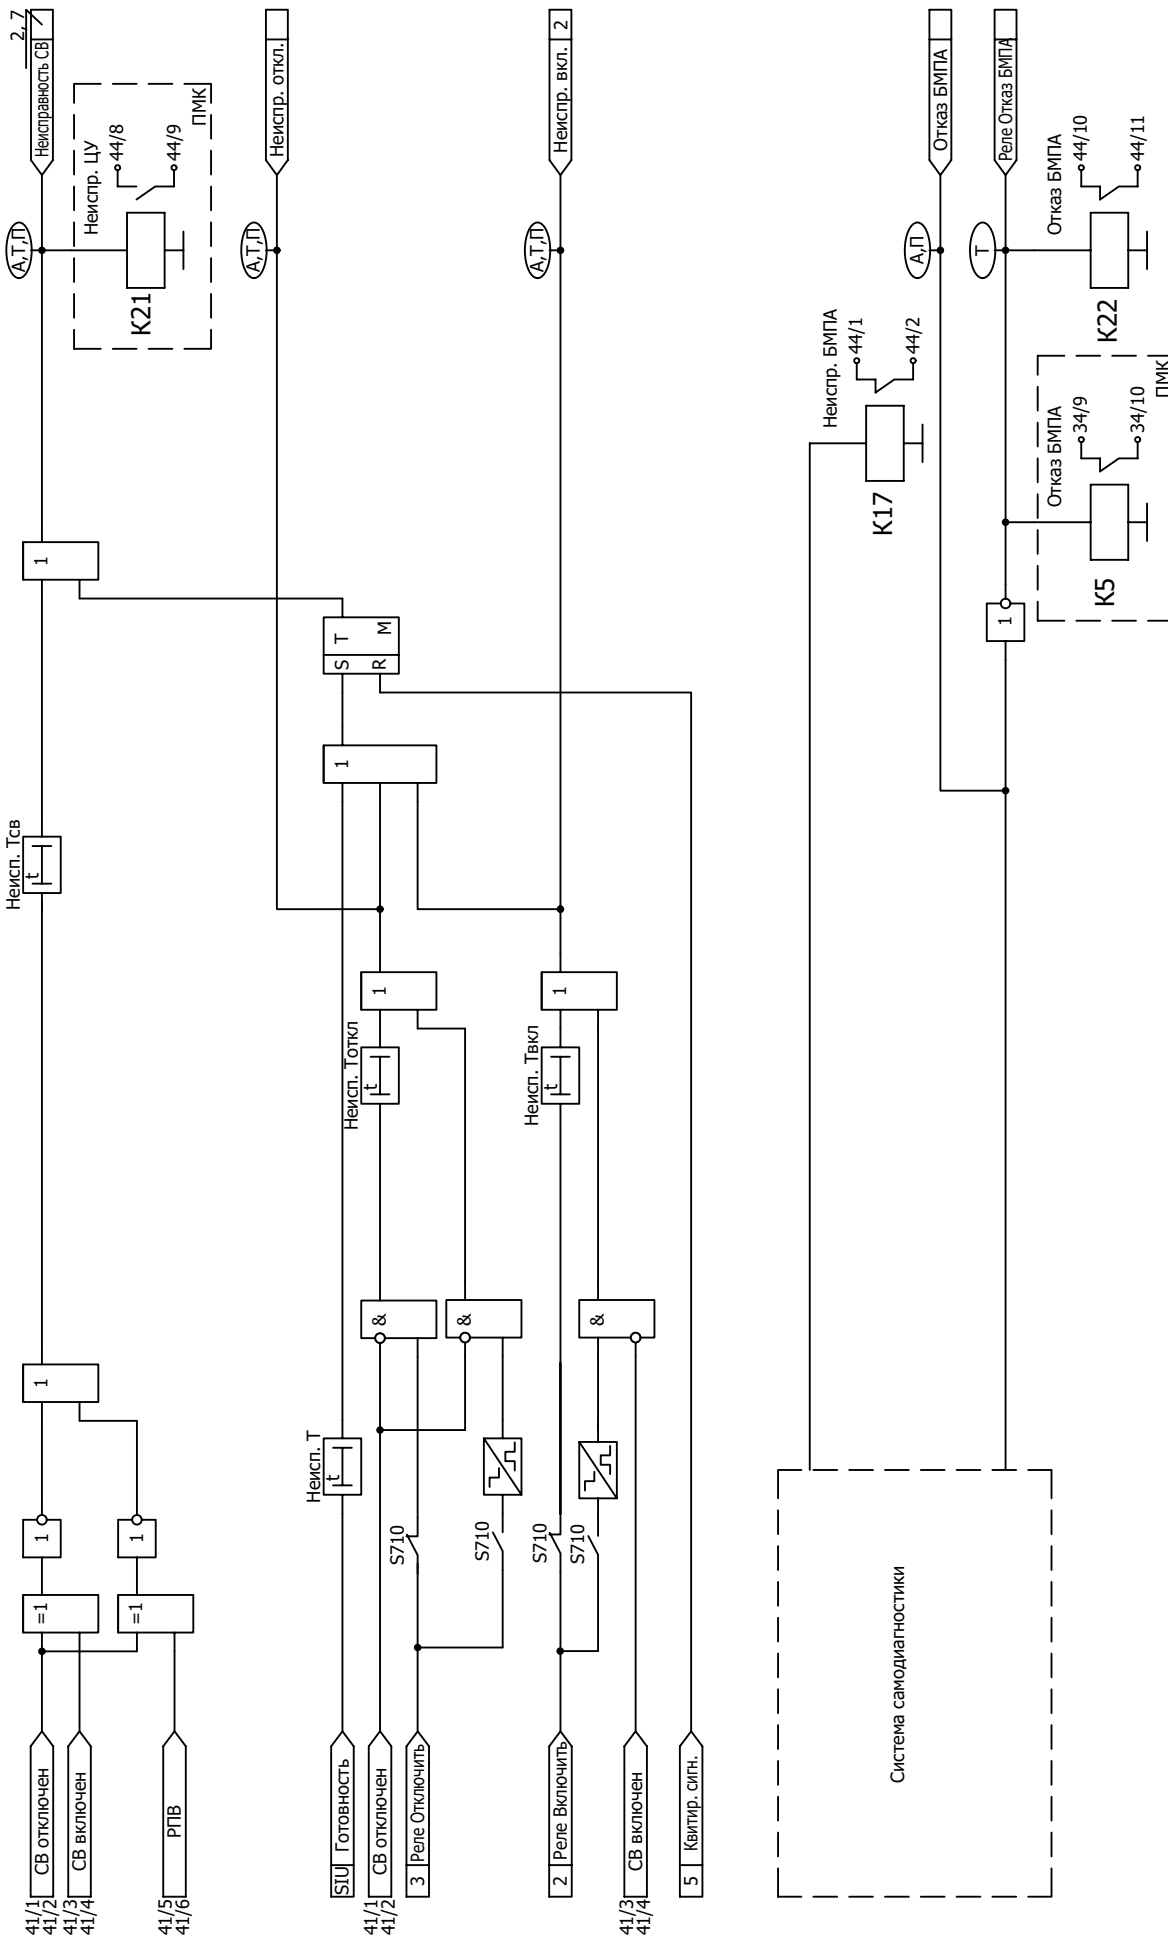 41/1
41/2
СВ отключен
41/3
41/4
СВ включен
41/5
41/6
РПВ
=1
=1
1
1
1
Неисп. Тсв
t
1
А,Т,П
Неисправность СВ
2, 7
Неиспр. ЦУ
44/8
44/9
К21
ПМК
SIU Готовность
41/1
41/2
СВ отключен
3 Реле Отключить
Неисп. Т
t
S710
S710
&
&
Неисп. Тоткл
t
1
1
S T
R M
А,Т,П
Неиспр. откл.
2 Реле Включить
41/3
41/4
СВ включен
5 Квитир. сигн.
S710
S710
&
Неисп. Твкл
t
1
А,Т,П
Неиспр. вкл. 2
Система самодиагностики
Неиспр. БМПА
44/1
44/2
К17
А,П
Отказ БМПА
1
Т
Реле Отказ БМПА
Отказ БМПА
34/9
34/10
К5
ПМК
Отказ БМПА
44/10
44/11
К22